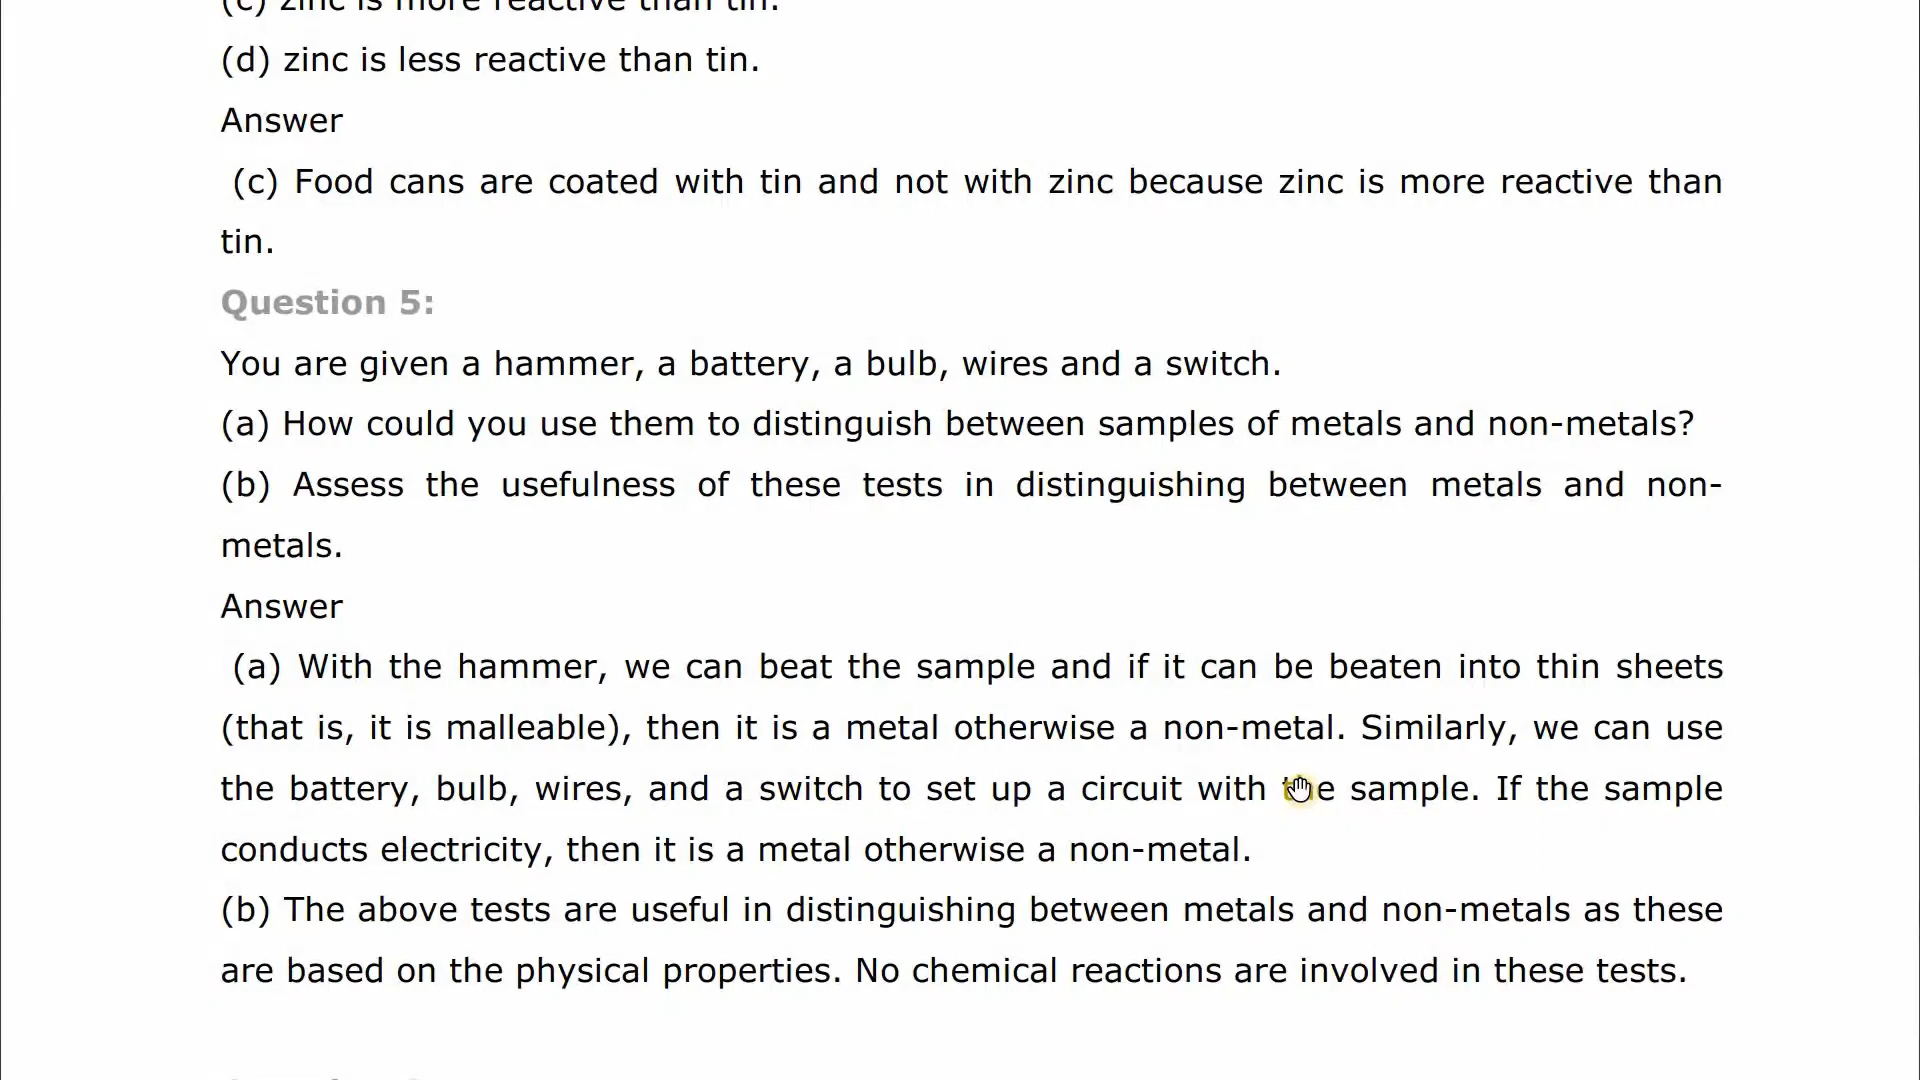 (c) zinc is more reactive than tin.
(d) zinc is less reactive than tin.
Answer
(c) Food cans are coated with tin and not with zinc because zinc is more reactive than
tin.
Question 5:
You are given a hammer, a battery, a bulb, wires and a switch.
(a) How could you use them to distinguish between samples of metals and non-metals?
(b) Assess the usefulness of these tests in distinguishing between metals and non-
metals.
Answer
(a) With the hammer, we can beat the sample and if it can be beaten into thin sheets
(that is, it is malleable), then it is a metal otherwise a non-metal. Similarly, we can use
the battery, bulb, wires, and a switch to set up a circuit with the sample. If the sample
conducts electricity, then it is a metal otherwise a non-metal.
(b) The above tests are useful in distinguishing between metals and non-metals as these
are based on the physical properties. No chemical reactions are involved in these tests.